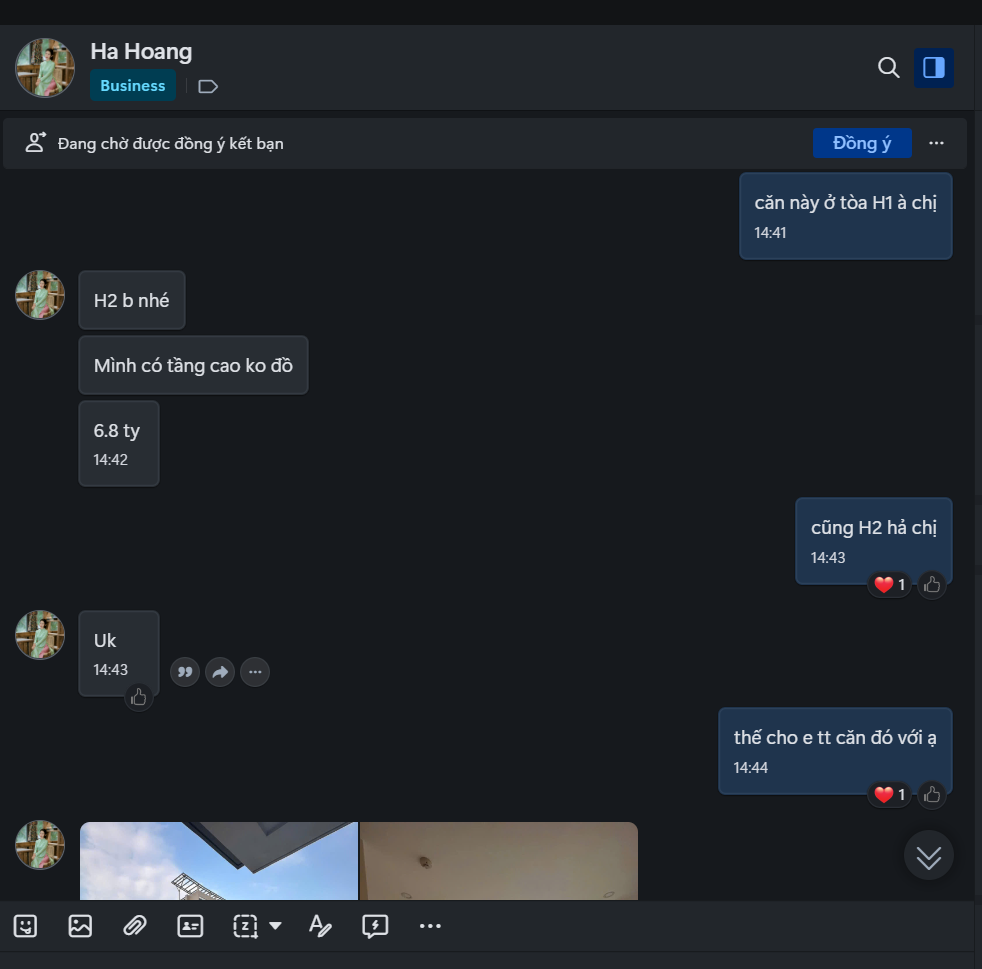 Ha Hoang
Business
Đang chờ được đồng ý kết bạn
Đồng ý
căn này ở tòa H1 à chị
14:41
H2 b nhé
Mình có tầng cao ko đồ
6.8 ty
14:42
cũng H2 hả chị
14:43
1
Uk
14:43
thế cho e tt căn đó với ạ
14:44
1